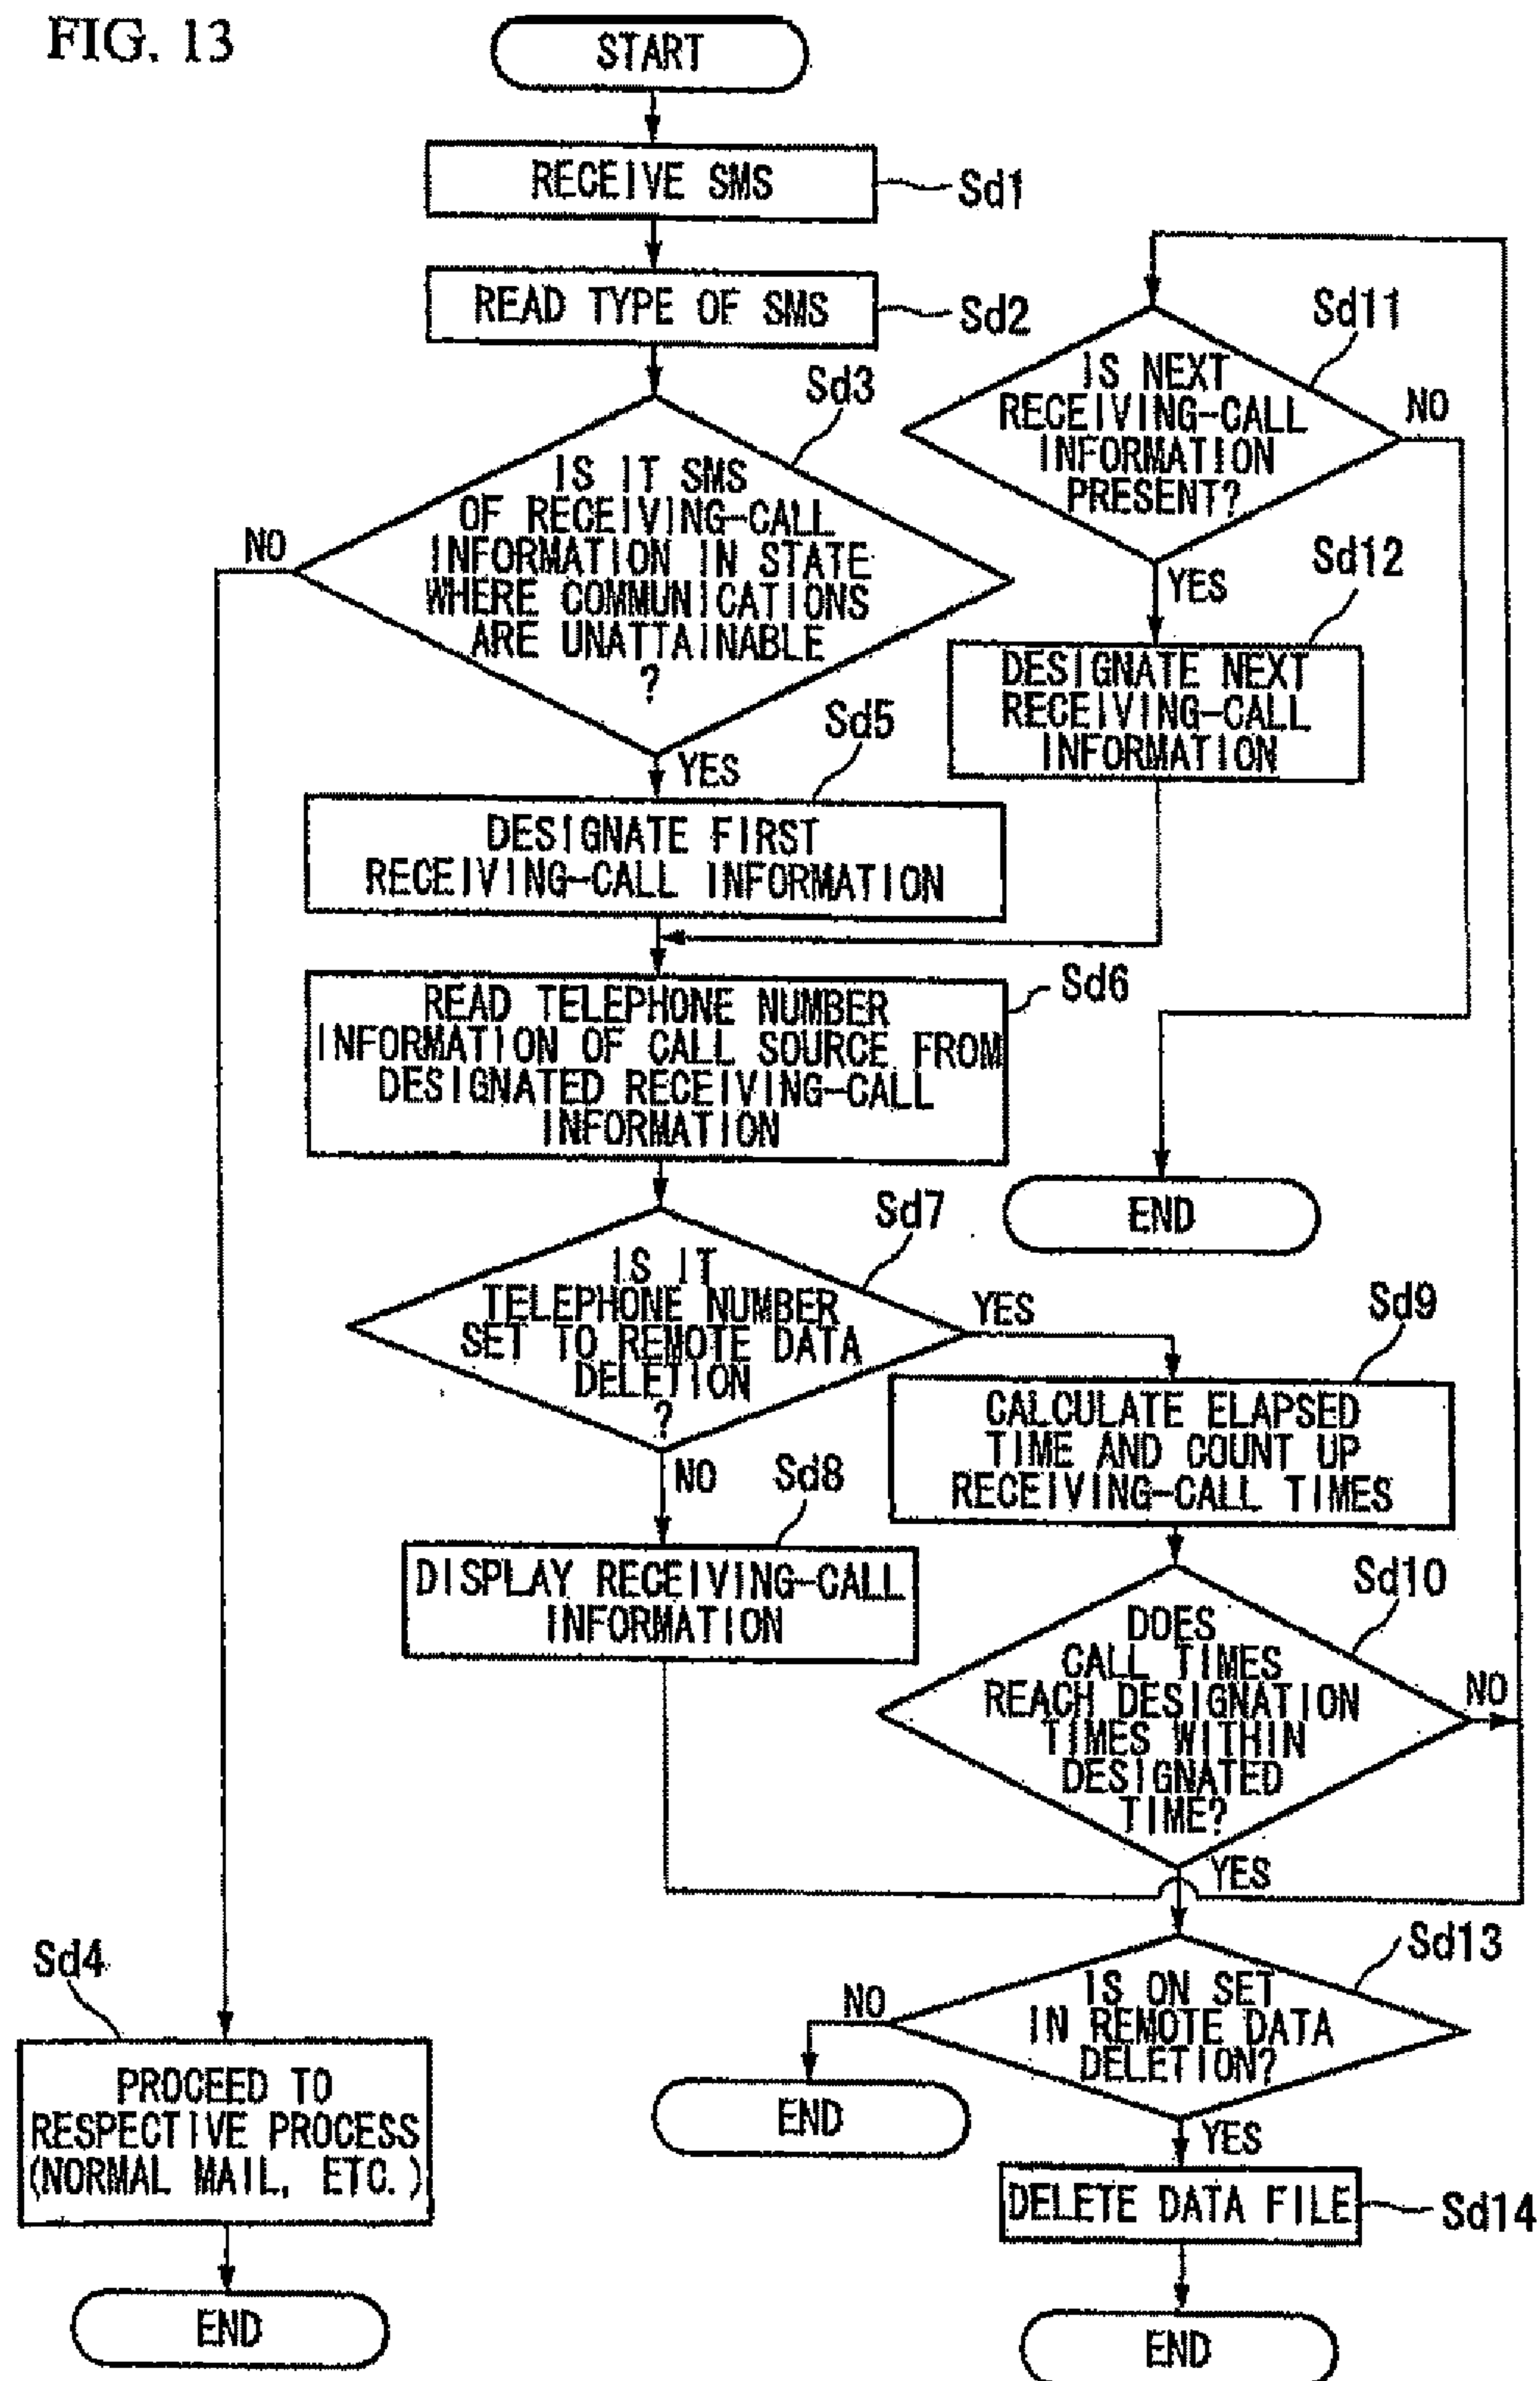 FIG. 13
START
RECEIVE SMS
Sd1
READ TYPE OF SMS
Sd2
Sd3
IS IT SMS
OF RECEIVING-CALL
INFORMATION IN STATE
WHERE COMMUNICATIONS
ARE UNATTAINABLE
?
NO
YES
Sd5
DESIGNATE FIRST
RECEIVING-CALL INFORMATION
Sd11
IS NEXT
RECEIVING-CALL
INFORMATION
PRESENT?
NO
YES
Sd12
DESIGNATE NEXT
RECEIVING-CALL
INFORMATION
Sd6
READ TELEPHONE NUMBER
INFORMATION OF CALL SOURCE FROM
DESIGNATED RECEIVING-CALL
INFORMATION
END
Sd7
IS IT
TELEPHONE NUMBER
SET TO REMOTE DATA
DELETION
?
YES
NO
Sd8
DISPLAY RECEIVING-CALL
INFORMATION
Sd9
CALCULATE ELAPSED
TIME AND COUNT UP
RECEIVING-CALL TIMES
Sd10
DOES
CALL TIMES
REACH DESIGNATION
TIMES WITHIN
DESIGNATED
TIME?
NO
YES
Sd13
IS ON SET
IN REMOTE DATA
DELETION?
NO
END
YES
DELETE DATA FILE
Sd14
END
Sd4
PROCEED TO
RESPECTIVE PROCESS
(NORMAL MAIL, ETC.)
END